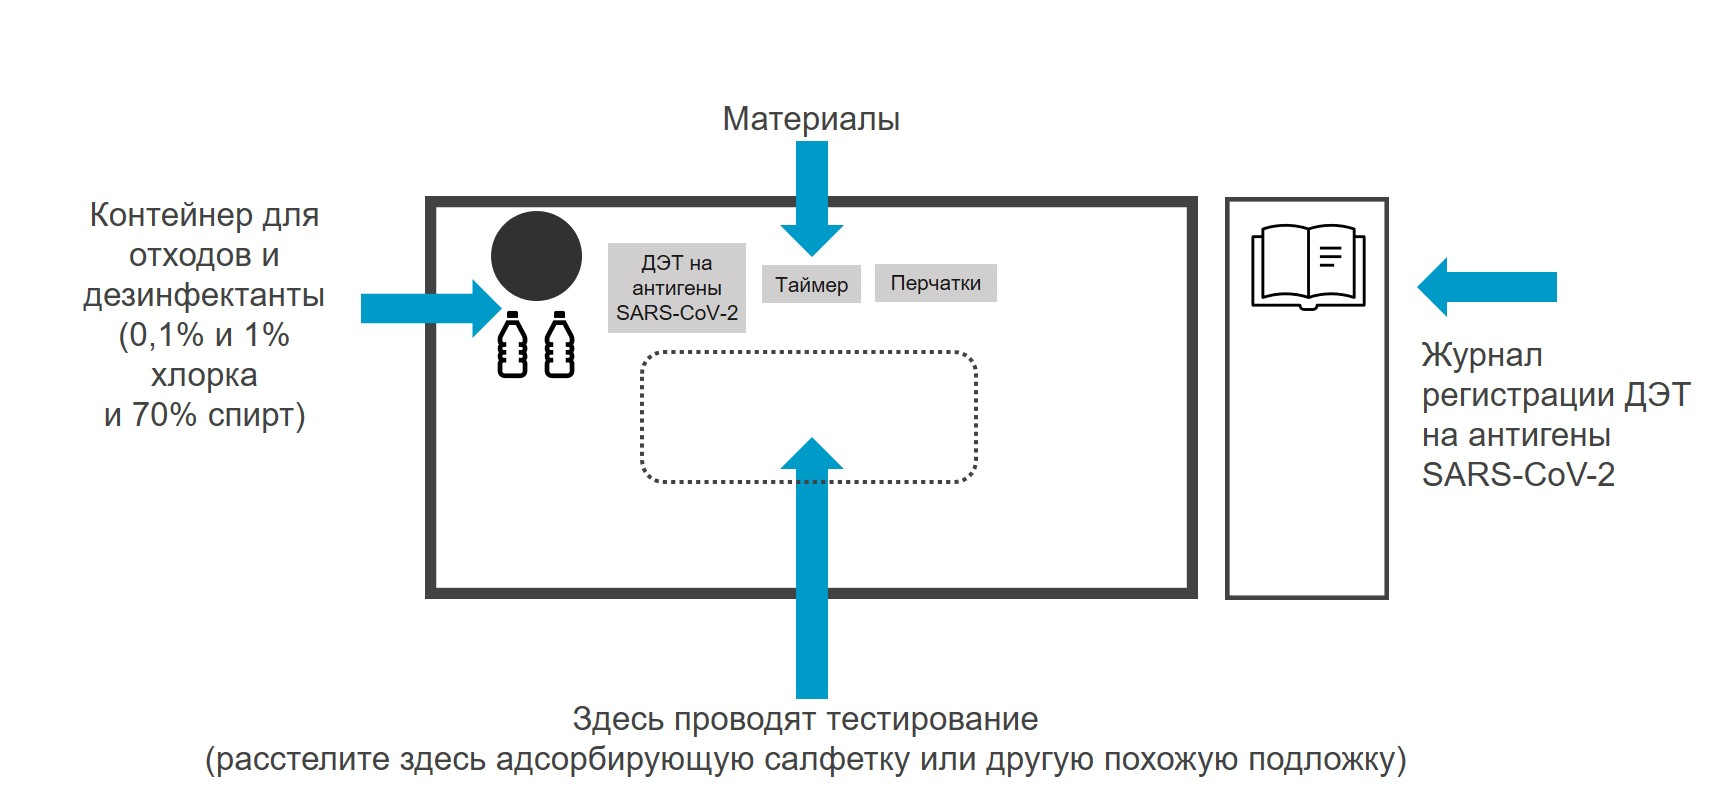 Материалы
Контейнер для
отходов и
дезинфектанты
(0,1% и 1%
хлорка
и 70% спирт)
ДЭТ на
антигены
SARS-CoV-2
Таймер
Перчатки
Журнал
регистрации ДЭТ
на антигены
SARS-CoV-2
Здесь проводят тестирование
(расстелите здесь адсорбирующую салфетку или другую похожую подложку)